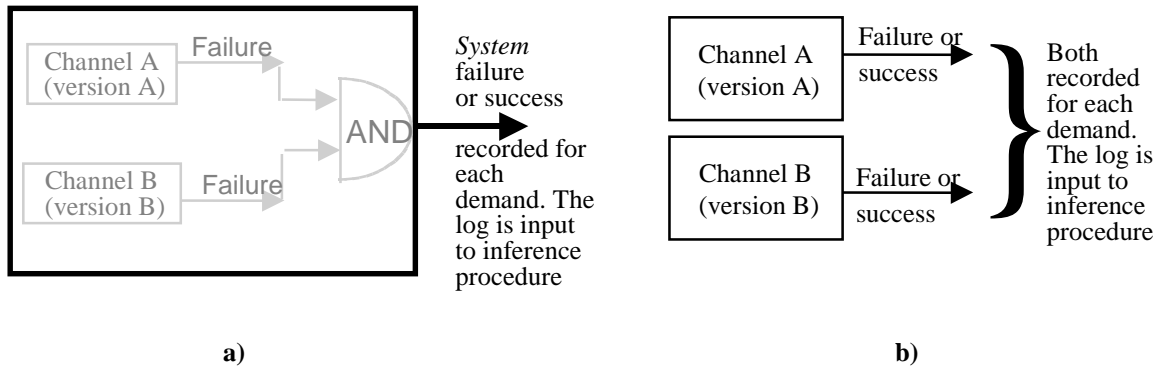 Channel A
(version A)
Failure
Channel B
(version B)
Failure
AND
System
failure
or success
recorded for
each
demand. The
log is input
to inference
procedure
a)
Channel A
(version A)
Failure or
success
Channel B
(version B)
Failure or
success
Both
recorded
for each
demand.
The log is
input to
inference
procedure
b)